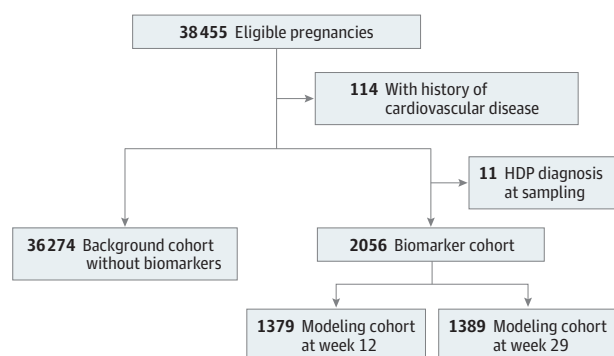 38455 Eligible pregnancies
114 With history of
cardiovascular disease
11 HDP diagnosis
at sampling
36274 Background cohort
without biomarkers
2056 Biomarker cohort
1379 Modeling cohort
at week 12
1389 Modeling cohort
at week 29